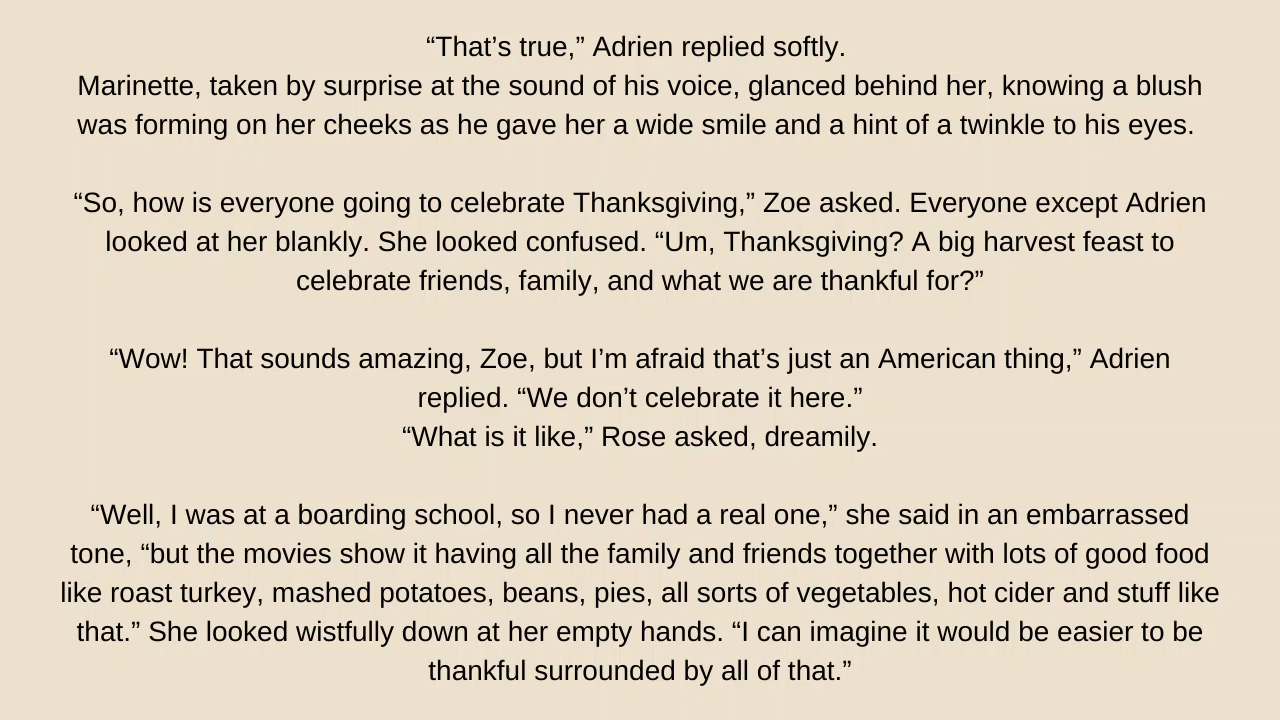 “That’s true,” Adrien replied softly.
Marinette, taken by surprise at the sound of his voice, glanced behind her, knowing a blush
was forming on her cheeks as he gave her a wide smile and a hint of a twinkle to his eyes.
“So, how is everyone going to celebrate Thanksgiving,” Zoe asked. Everyone except Adrien
looked at her blankly. She looked confused. “Um, Thanksgiving? A big harvest feast to
celebrate friends, family, and what we are thankful for?”
“Wow! That sounds amazing, Zoe, but I’m afraid that’s just an American thing,” Adrien
replied. “We don’t celebrate it here.”
“What is it like,” Rose asked, dreamily.
“Well, I was at a boarding school, so I never had a real one,” she said in an embarrassed
tone, “but the movies show it having all the family and friends together with lots of good food
like roast turkey, mashed potatoes, beans, pies, all sorts of vegetables, hot cider and stuff like
that.” She looked wistfully down at her empty hands. “I can imagine it would be easier to be
thankful surrounded by all of that.”